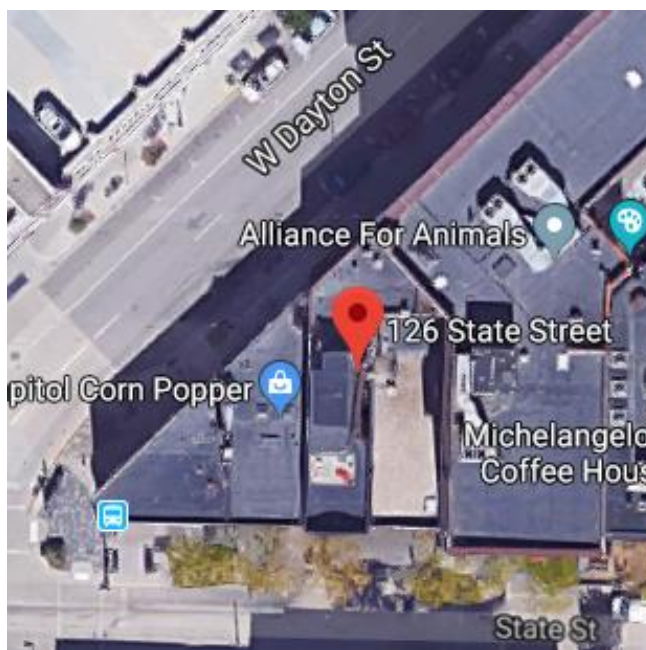 W Dayton St
Alliance For Animals
126 State Street
pitol Corn Popper
Michelangelo
Coffee Hous
State St